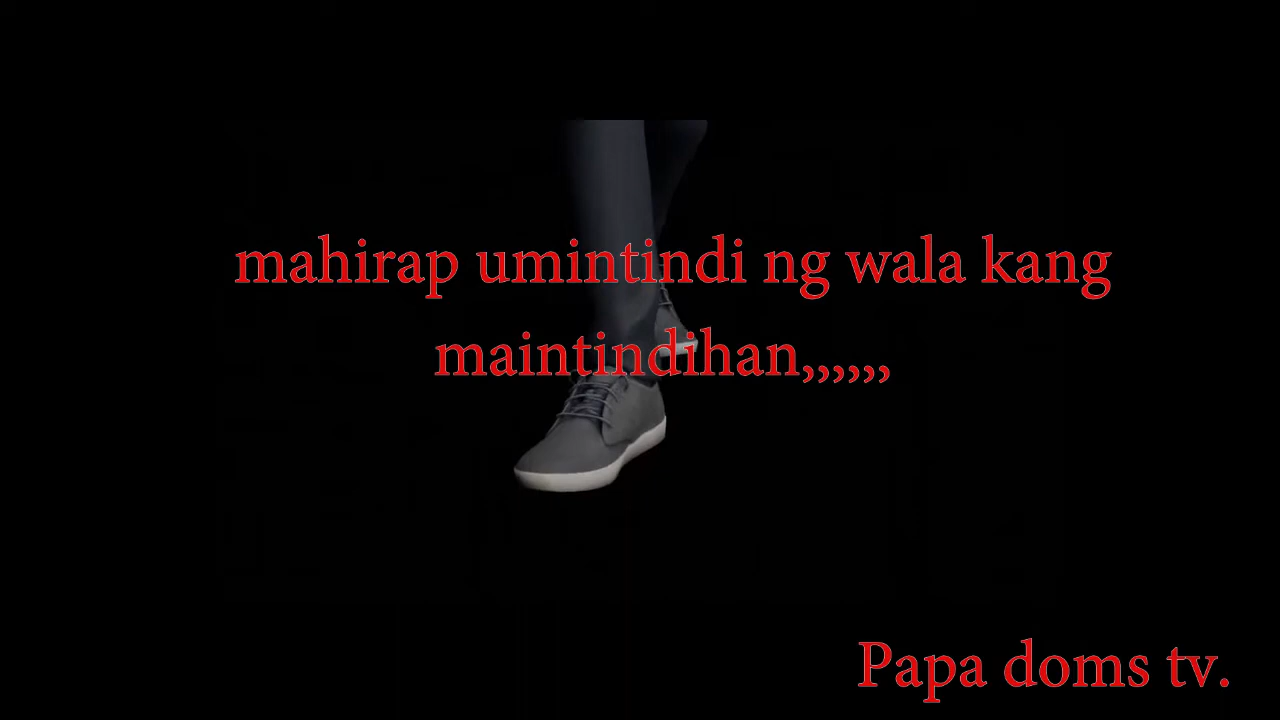 mahirap umintindi ng wala kang
maintindihan,,,,,,
Papa doms tv.